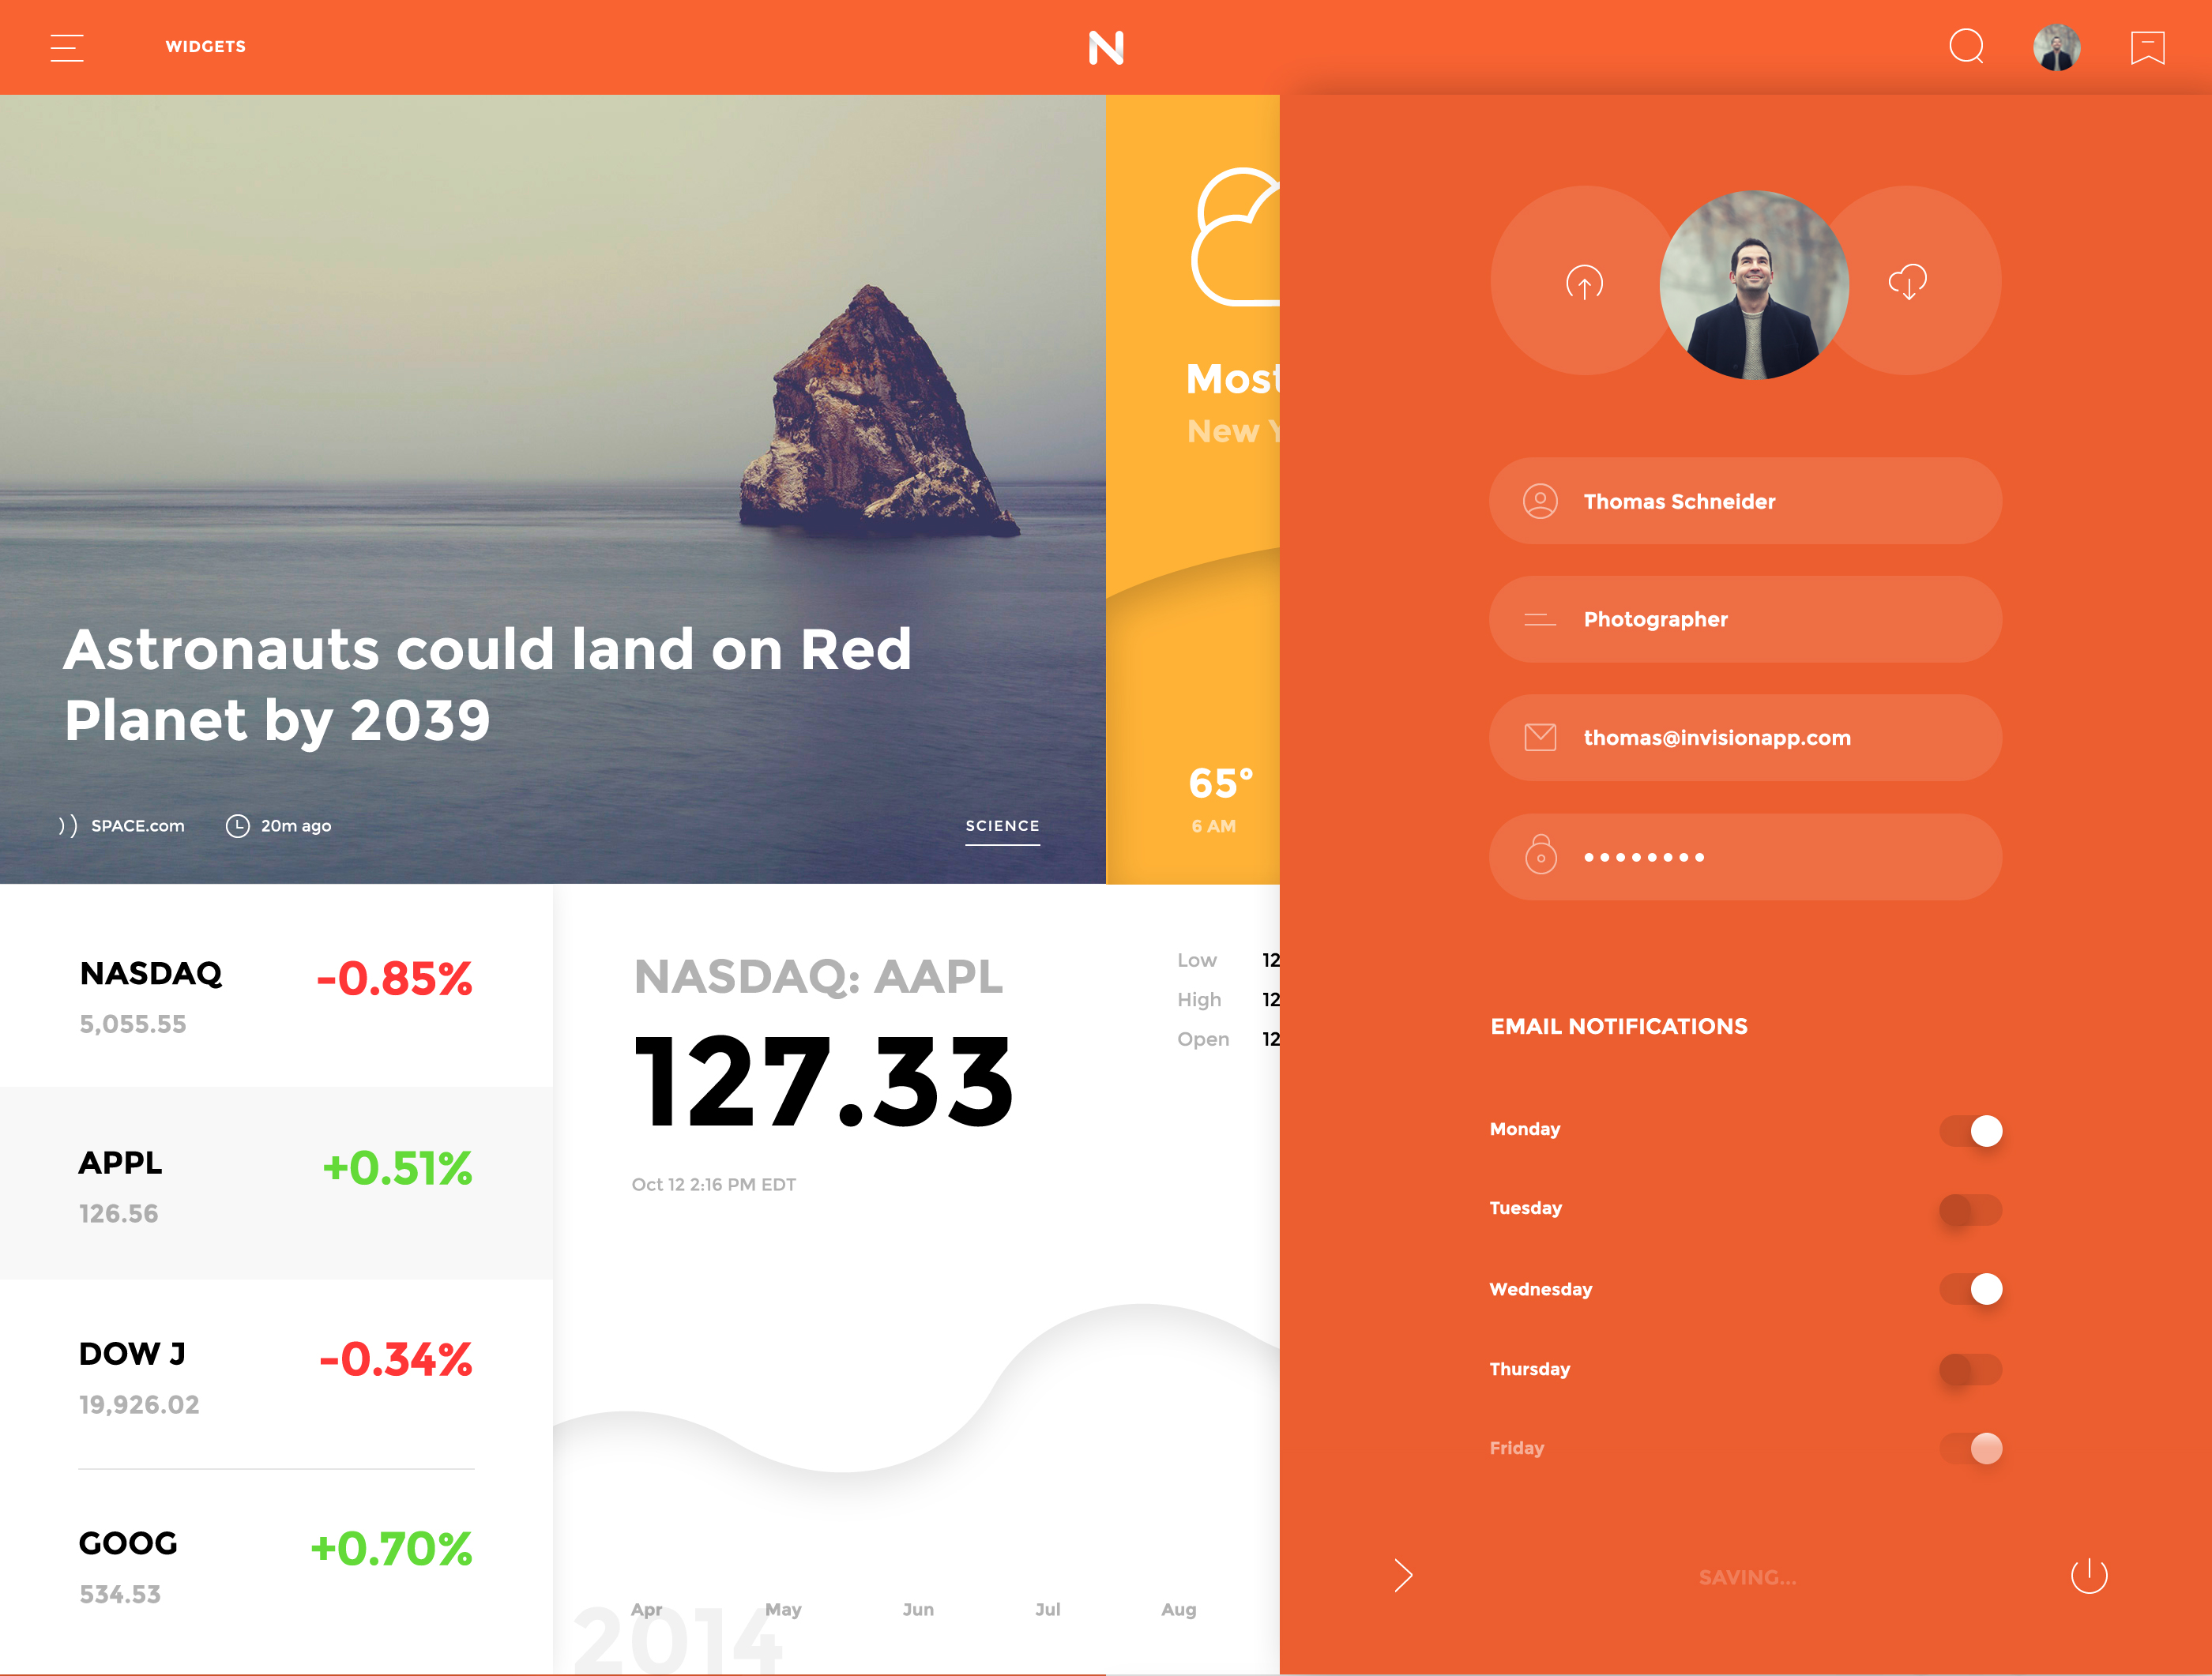 WIDGETS
N
Astronauts could land on Red
Planet by 2039
SPACE.com
20m ago
SCIENCE
Most
New Y
65°
6 AM
NASDAQ
-0.85%
5,055.55
APPL
+0.51%
126.56
DOW J
-0.34%
19,926.02
GOOG
+0.70%
534.53
NASDAQ: AAPL
127.33
Oct 12 2:16 PM EDT
Low 12
High 12
Open 12
Apr May Jun Jul Aug
2014
Thomas Schneider
Photographer
thomas@invisionapp.com
EMAIL NOTIFICATIONS
Monday
Tuesday
Wednesday
Thursday
Friday
SAVING...